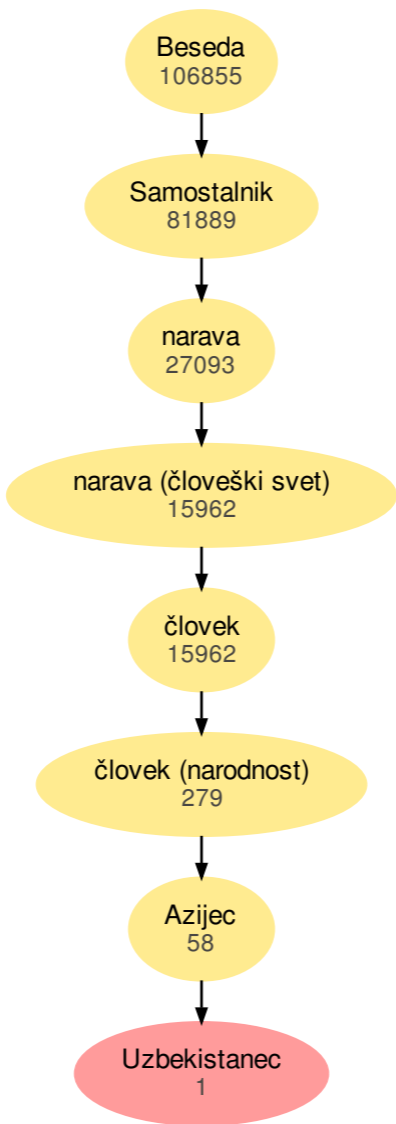 Beseda
106855
Samostalnik
81889
narava
27093
narava (človeški svet)
15962
človek
15962
človek (narodnost)
279
Azijec
58
Uzbekistanec
1